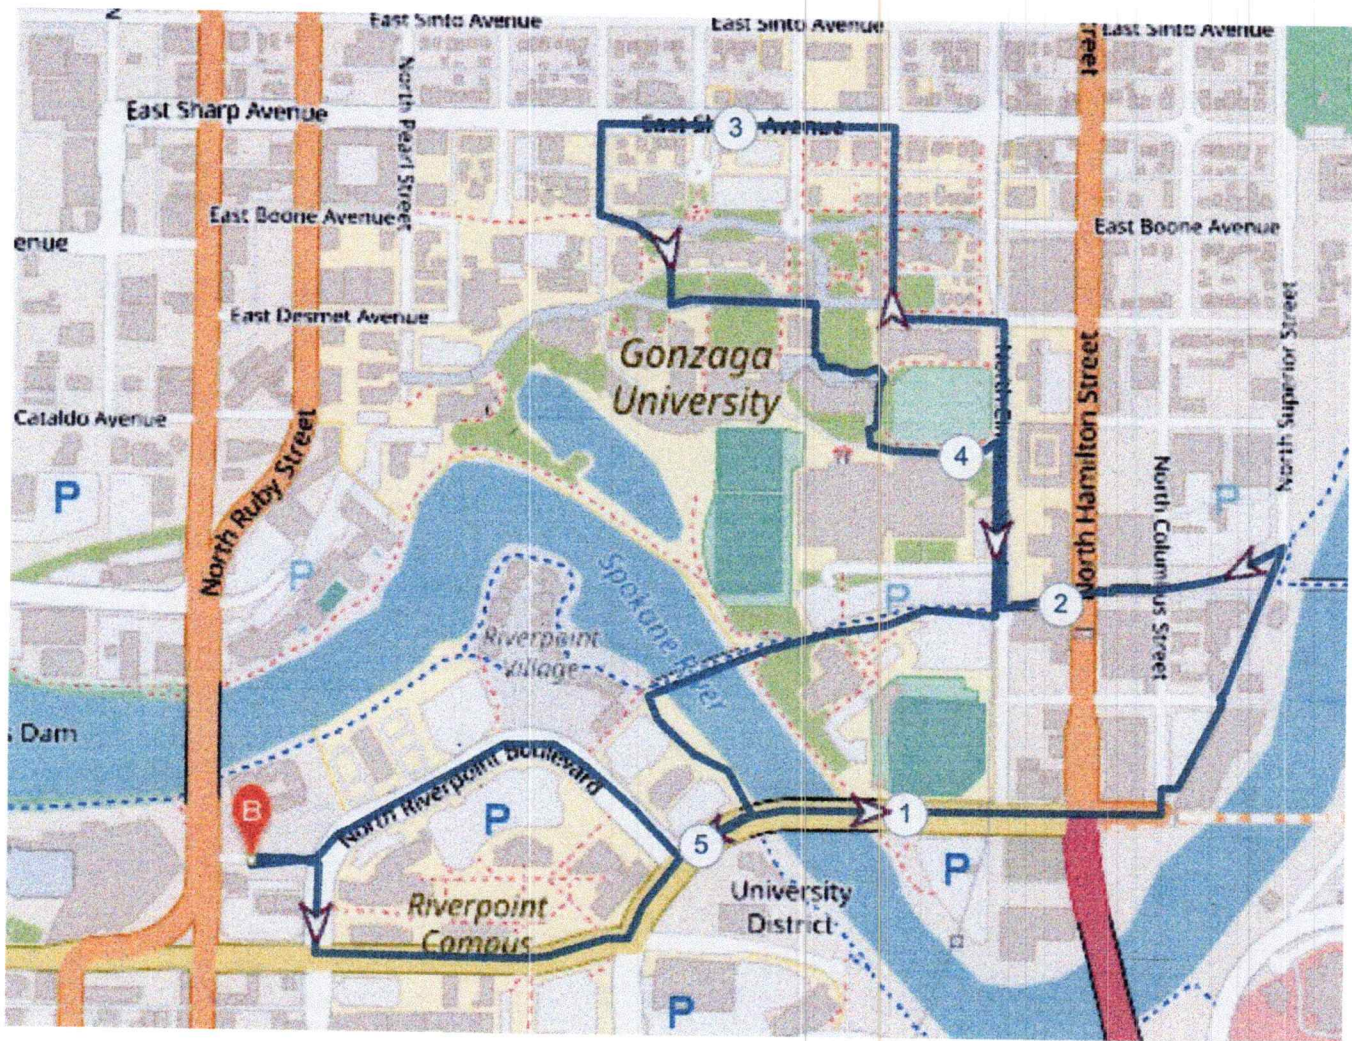 East Sinto Avenue
East Sinto Avenue
East Sinto Avenue
East Sharp Avenue
North Pearl Street
3
East Boone Avenue
East Boone Avenue
enue
East Desmet Avenue
Gonzaga
University
North Hamilton Street
North Superior Street
Cataldo Avenue
North Ruby Street
P
4
North Columbus Street
P
P
P
2
Spokane River
Riverpoint
Village
s Dam
North Riverpoint Boulevard
B
P
1
5
P
University
District
Riverpoint
Campus
P